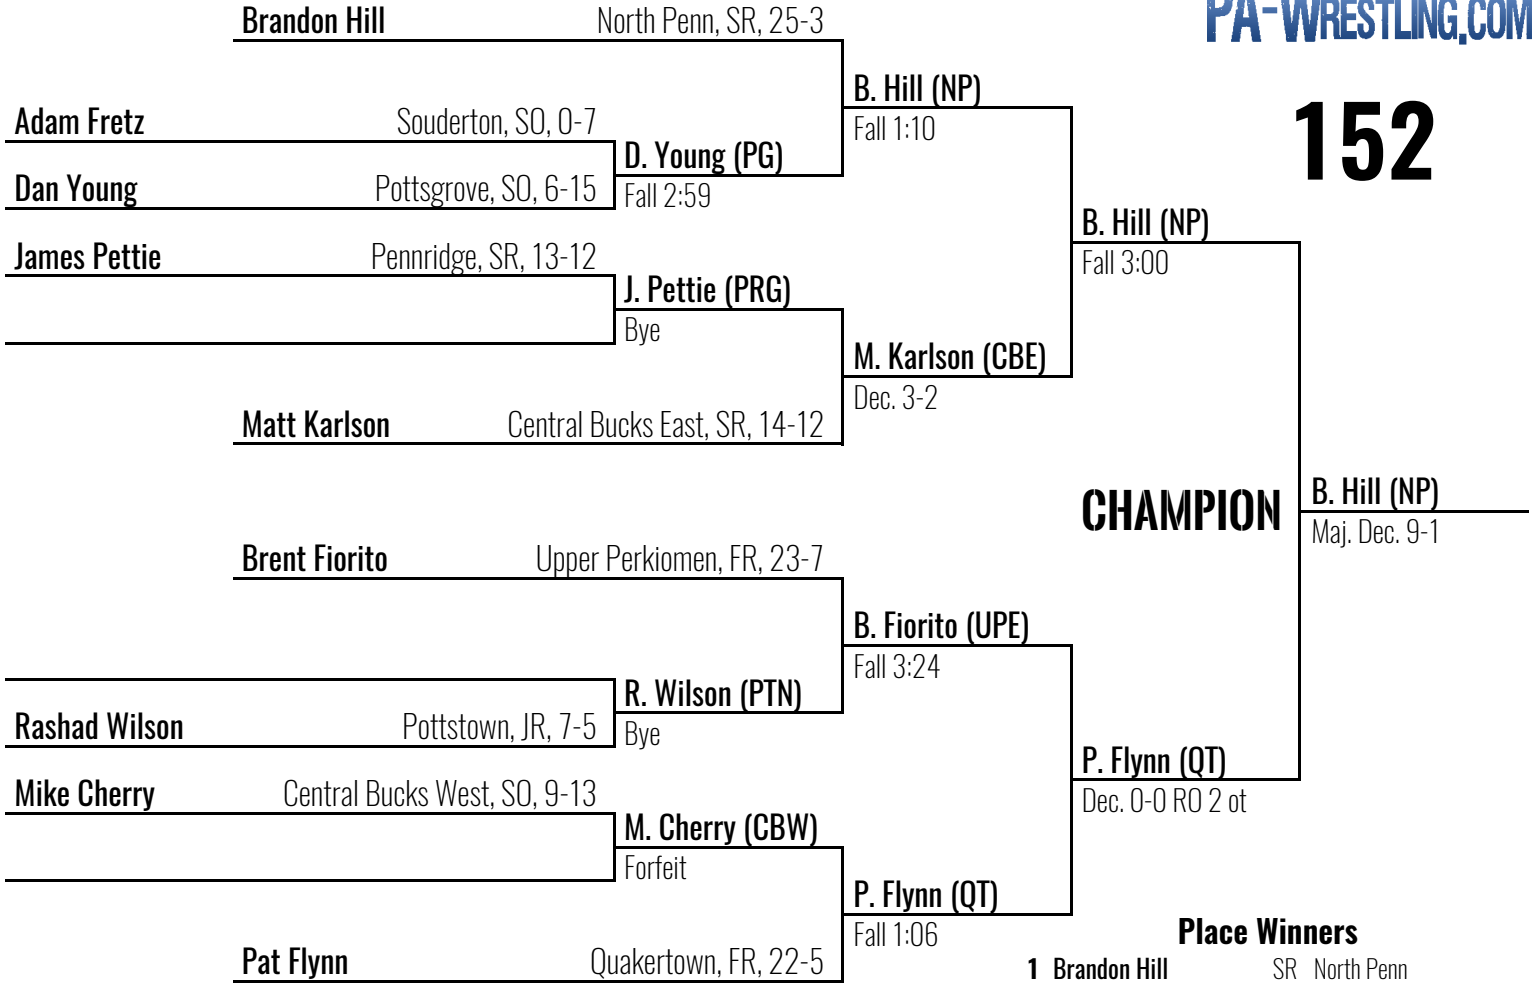 PA-WRESTLING.COM
152
Brandon Hill North Penn, SR, 25-3
B. Hill (NP)
Fall 1:10
Adam Fretz Souderton, SO, 0-7
D. Young (PG)
Fall 2:59
Dan Young Pottsgrove, SO, 6-15
B. Hill (NP)
Fall 3:00
James Pettie Pennridge, SR, 13-12
J. Pettie (PRG)
Bye
M. Karlson (CBE)
Dec. 3-2
Matt Karlson Central Bucks East, SR, 14-12
CHAMPION
B. Hill (NP)
Maj. Dec. 9-1
Brent Fiorito Upper Perkiomen, FR, 23-7
B. Fiorito (UPE)
Fall 3:24
R. Wilson (PTN)
Bye
Rashad Wilson Pottstown, JR, 7-5
P. Flynn (QT)
Dec. 0-0 RO 2 ot
Mike Cherry Central Bucks West, SO, 9-13
M. Cherry (CBW)
Forfeit
P. Flynn (QT)
Fall 1:06
Pat Flynn Quakertown, FR, 22-5
Place Winners
1 Brandon Hill SR North Penn